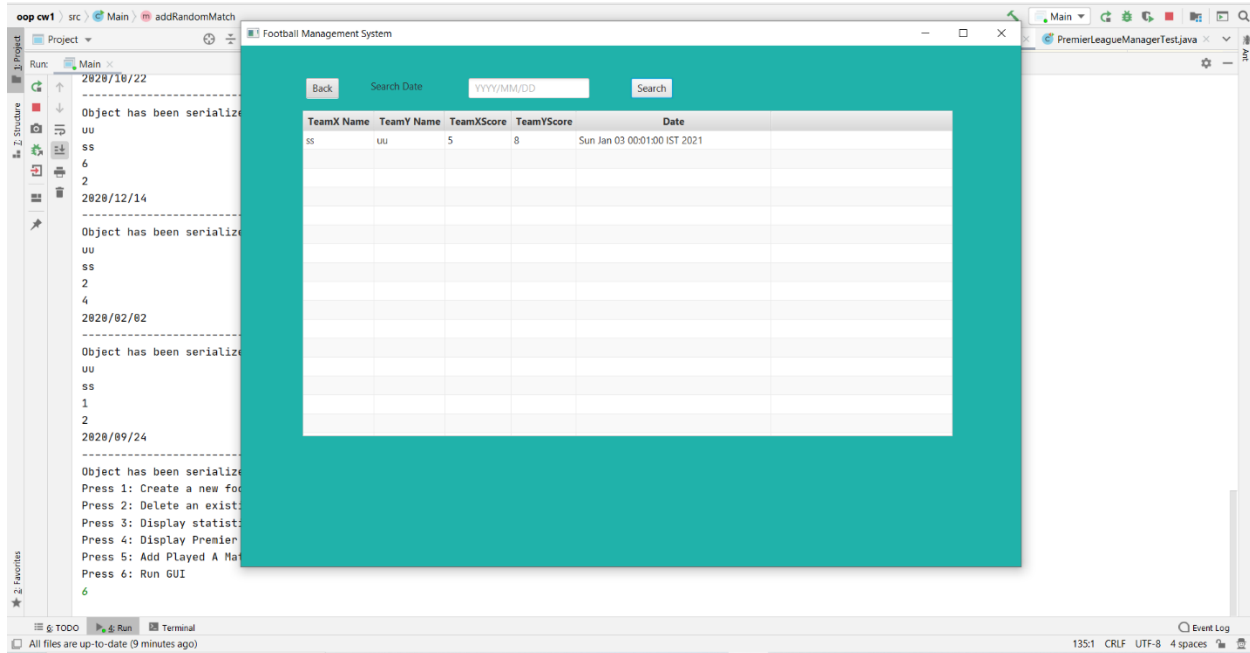 oop cw1 src Main addRandomMatch
Main
Football Management System
Project
PremierLeagueManagerTest.java
Run: Main
1: Project
Z: Structure
2: Favorites
Ant
2020/10/22
----------------------------
Object has been serialize
uu
ss
6
2
2020/12/14
----------------------------
Object has been serialize
uu
ss
2
4
2020/02/02
----------------------------
Object has been serialize
uu
ss
1
2
2020/09/24
----------------------------
Object has been serialize
Press 1: Create a new foo
Press 2: Delete an exist
Press 3: Display statist
Press 4: Display Premier
Press 5: Add Played A Mat
Press 6: Run GUI
6
Back Search Date YYYY/MM/DD Search
TeamX Name TeamY Name TeamXScore TeamYScore Date
ss uu 5 8 Sun Jan 03 00:01:00 IST 2021
6: TODO 4: Run Terminal Event Log
All files are up-to-date (9 minutes ago) 135:1 CRLF UTF-8 4 spaces